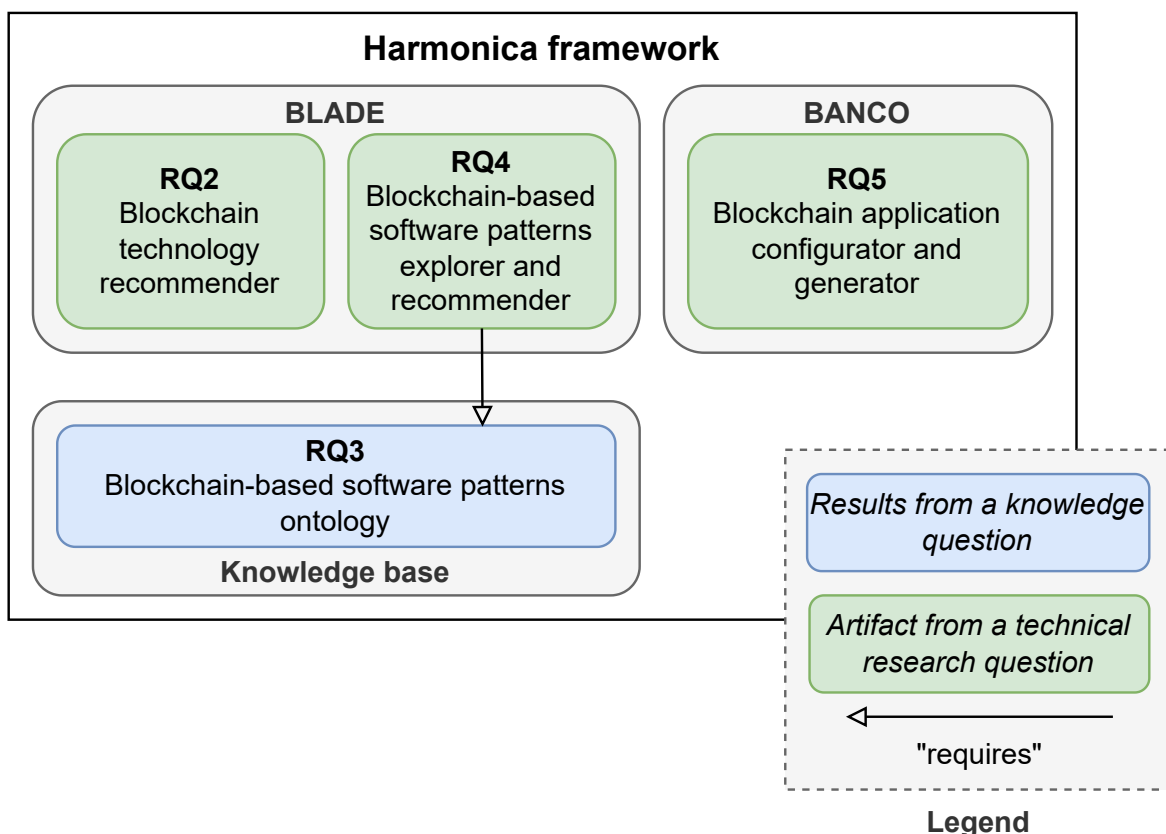 Harmonica framework
BLADE
RQ2
Blockchain
technology
recommender
RQ4
Blockchain-based
software patterns
explorer and
recommender
BANCO
RQ5
Blockchain application
configurator and
generator
RQ3
Blockchain-based software patterns
ontology
Knowledge base
Results from a knowledge
question
Artifact from a technical
research question
"requires"
Legend